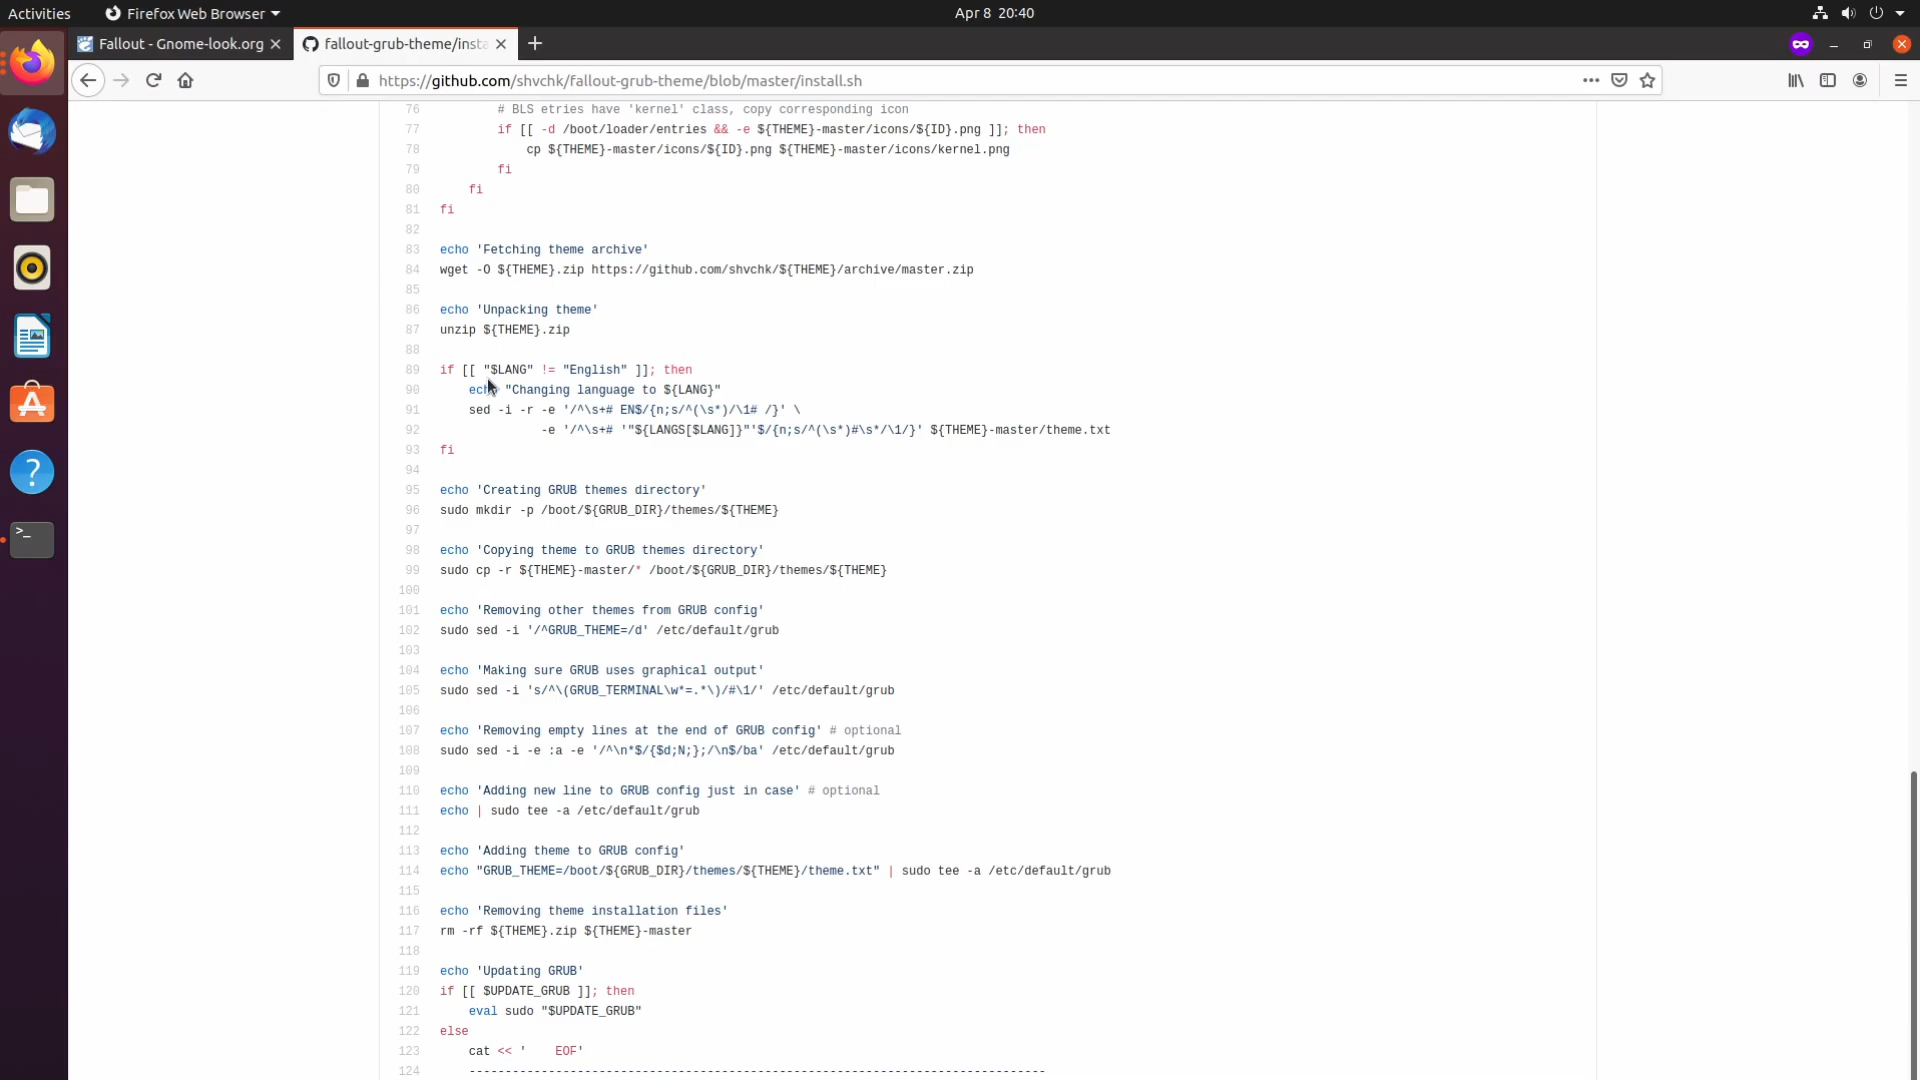 Activities
Firefox Web Browser
Apr 8 20:40
Fallout - Gnome-look.org
fallout-grub-theme/insta
https://github.com/shvchk/fallout-grub-theme/blob/master/install.sh
76 # BLS etries have 'kernel' class, copy corresponding icon
77 if [[ -d /boot/loader/entries && -e ${THEME}-master/icons/${ID}.png ]]; then
78 cp ${THEME}-master/icons/${ID}.png ${THEME}-master/icons/kernel.png
79 fi
80 fi
81 fi
82
83 echo 'Fetching theme archive'
84 wget -O ${THEME}.zip https://github.com/shvchk/${THEME}/archive/master.zip
85
86 echo 'Unpacking theme'
87 unzip ${THEME}.zip
88
89 if [[ "$LANG" != "English" ]]; then
90 echo "Changing language to ${LANG}"
91 sed -i -r -e '/^\s+# EN$/{n;s/^(\s*)/\1# /}' \
92 -e '/^\s+# '"${LANGS[$LANG]}"'$/{n;s/^(\s*)#\s*/\1/}' ${THEME}-master/theme.txt
93 fi
94
95 echo 'Creating GRUB themes directory'
96 sudo mkdir -p /boot/${GRUB_DIR}/themes/${THEME}
97
98 echo 'Copying theme to GRUB themes directory'
99 sudo cp -r ${THEME}-master/* /boot/${GRUB_DIR}/themes/${THEME}
100
101 echo 'Removing other themes from GRUB config'
102 sudo sed -i '/^GRUB_THEME=/d' /etc/default/grub
103
104 echo 'Making sure GRUB uses graphical output'
105 sudo sed -i 's/^\(GRUB_TERMINAL\w*=.*\)/#\1/' /etc/default/grub
106
107 echo 'Removing empty lines at the end of GRUB config' # optional
108 sudo sed -i -e :a -e '/^\n*$/{$d;N;};/\n$/ba' /etc/default/grub
109
110 echo 'Adding new line to GRUB config just in case' # optional
111 echo | sudo tee -a /etc/default/grub
112
113 echo 'Adding theme to GRUB config'
114 echo "GRUB_THEME=/boot/${GRUB_DIR}/themes/${THEME}/theme.txt" | sudo tee -a /etc/default/grub
115
116 echo 'Removing theme installation files'
117 rm -rf ${THEME}.zip ${THEME}-master
118
119 echo 'Updating GRUB'
120 if [[ $UPDATE_GRUB ]]; then
121 eval sudo "$UPDATE_GRUB"
122 else
123 cat << '    EOF'
124 --------------------------------------------------------------------------------